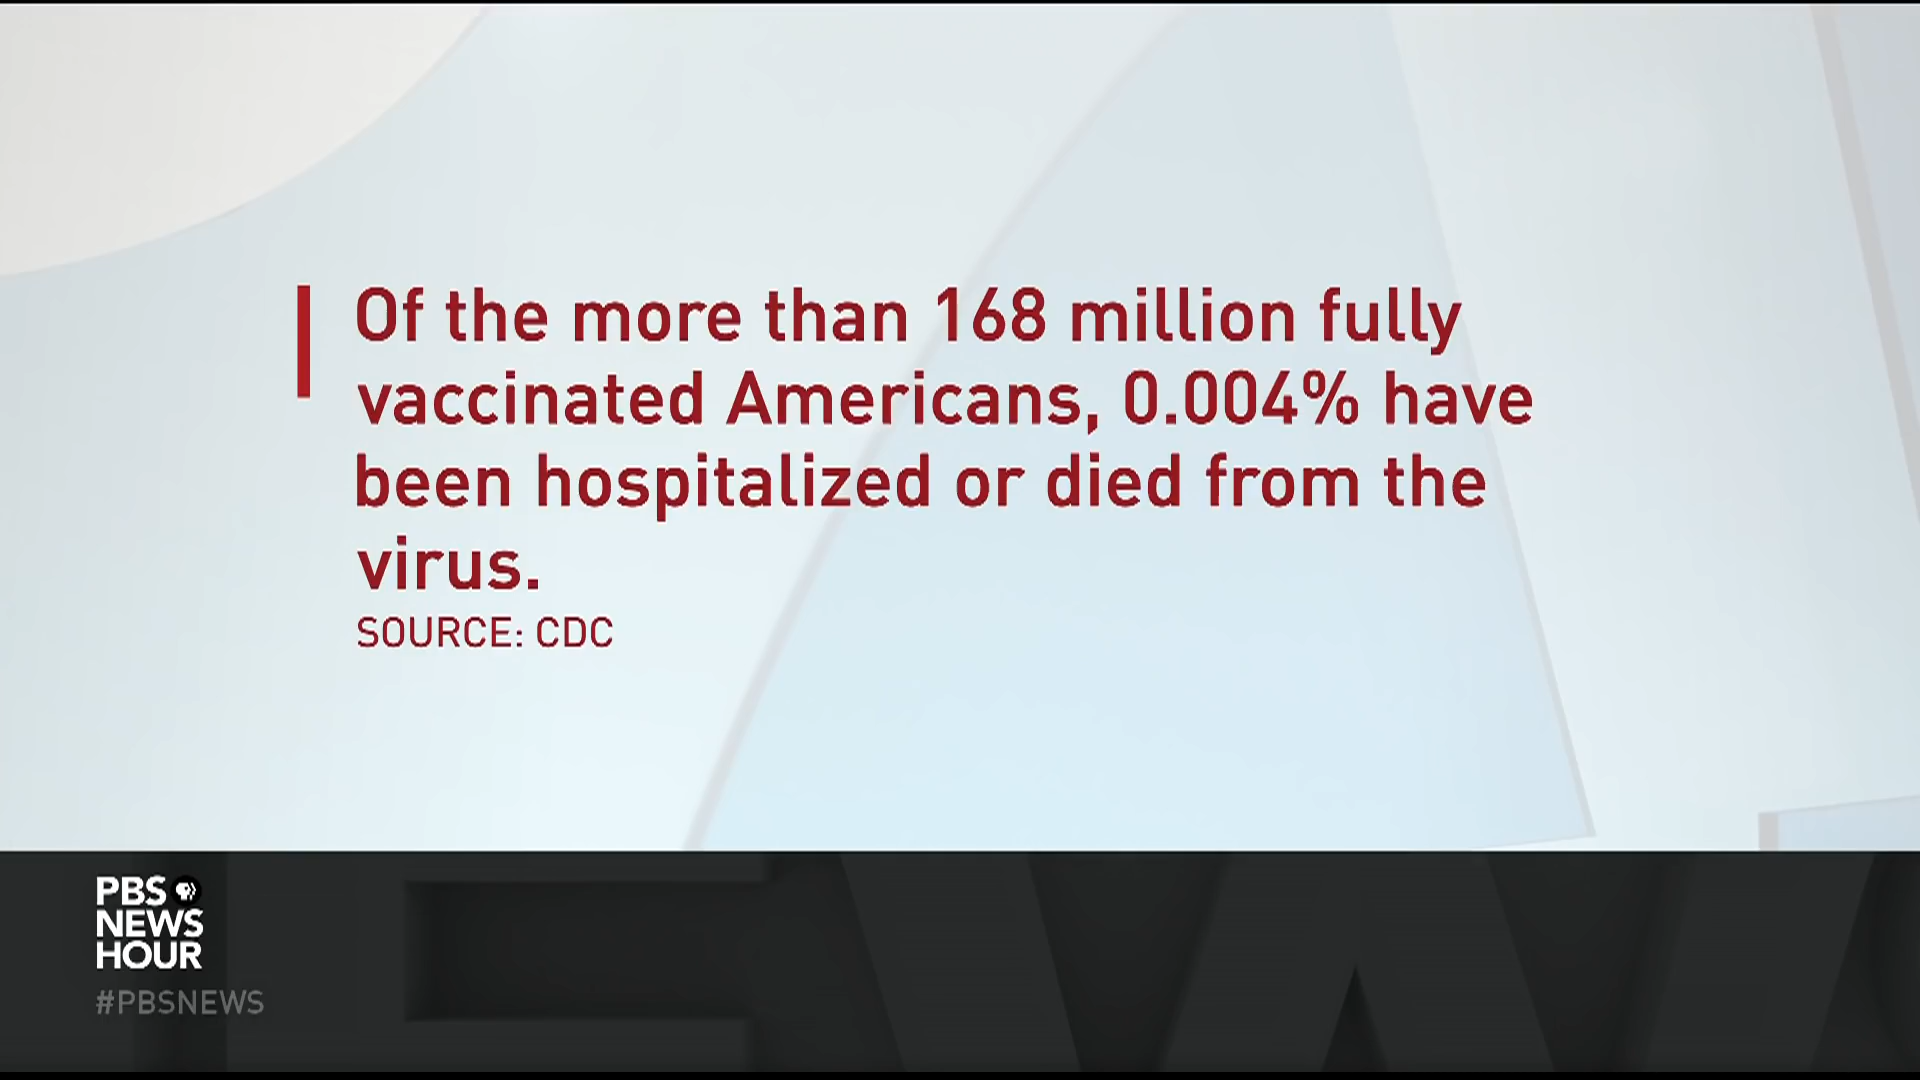 Of the more than 168 million fully
vaccinated Americans, 0.004% have
been hospitalized or died from the
virus.
SOURCE: CDC
PBS
NEWS
HOUR
#PBSNEWS